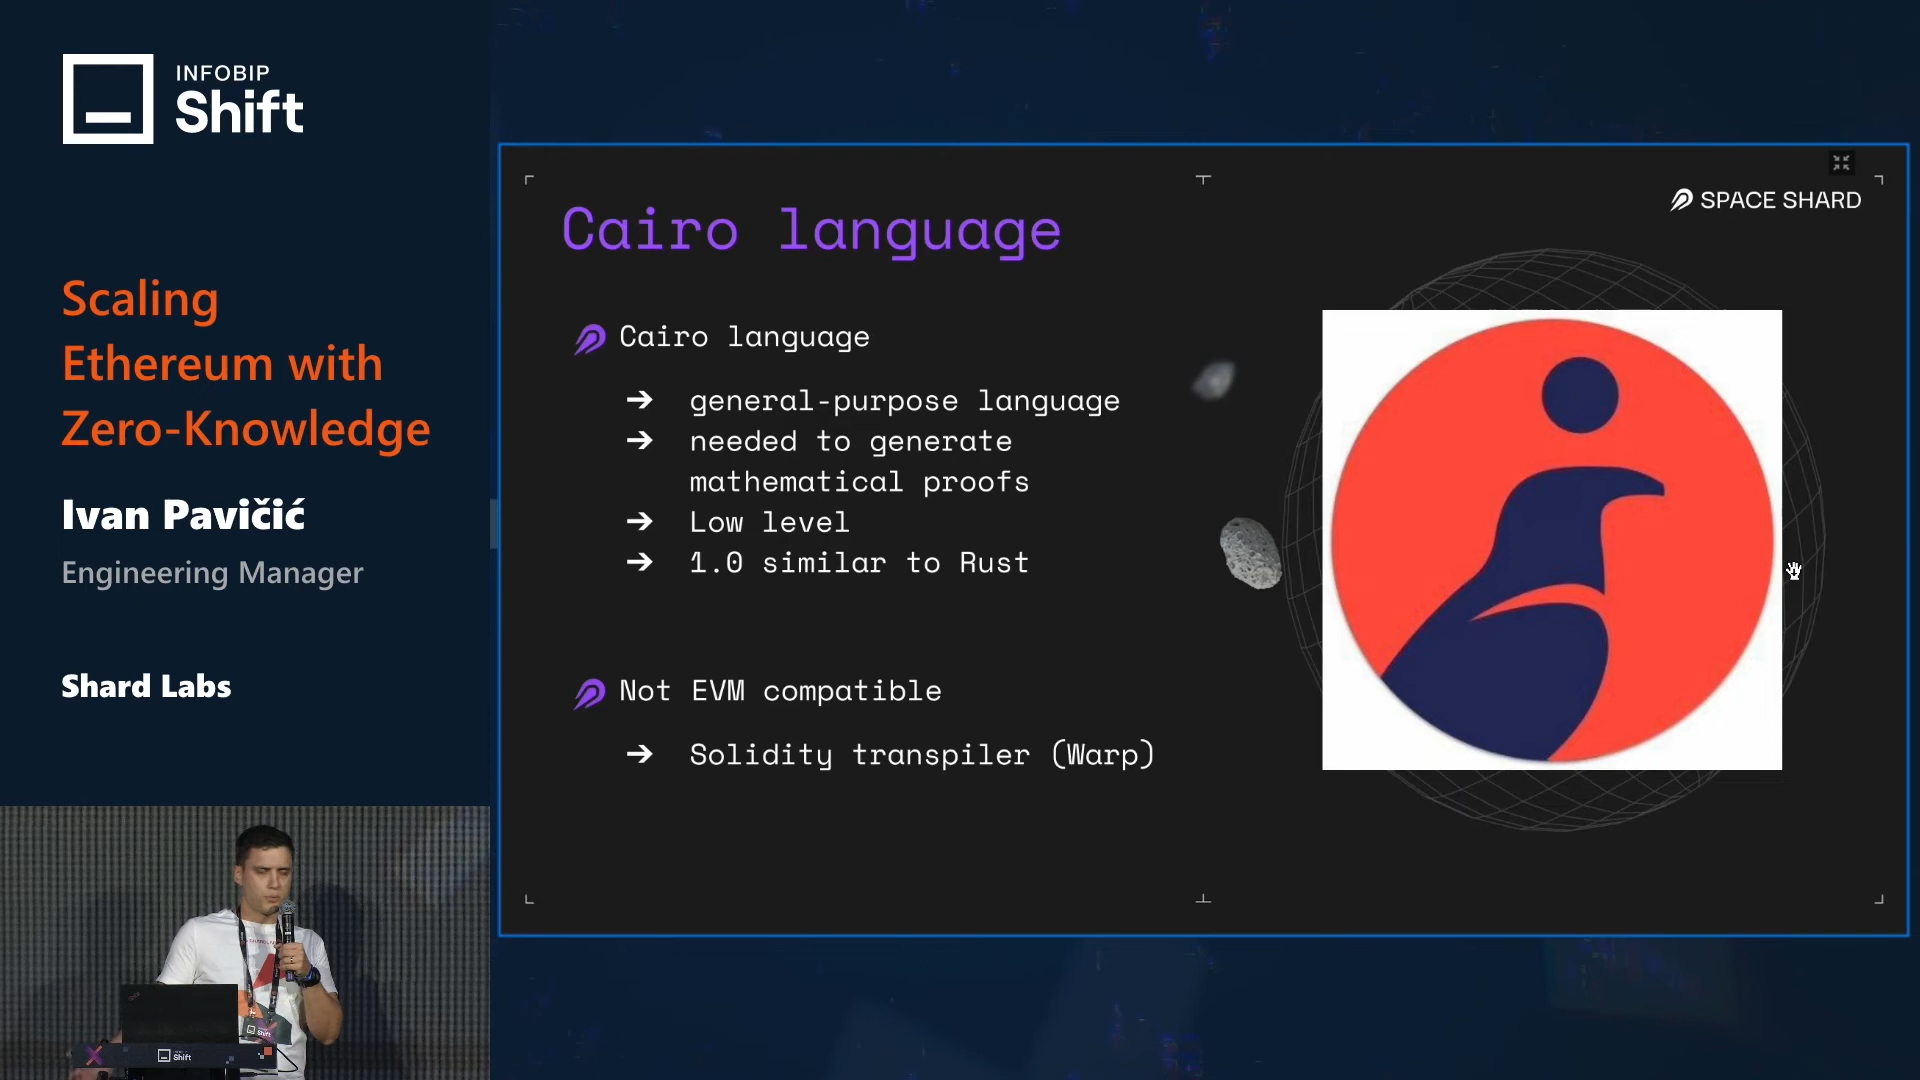 INFOBIP
Shift
Scaling
Ethereum with
Zero-Knowledge
Ivan Pavičić
Engineering Manager
Shard Labs
SPACE SHARD
Cairo language
Cairo language
➔ general-purpose language
➔ needed to generate
mathematical proofs
➔ Low level
➔ 1.0 similar to Rust
Not EVM compatible
➔ Solidity transpiler (Warp)
Shift
Shift